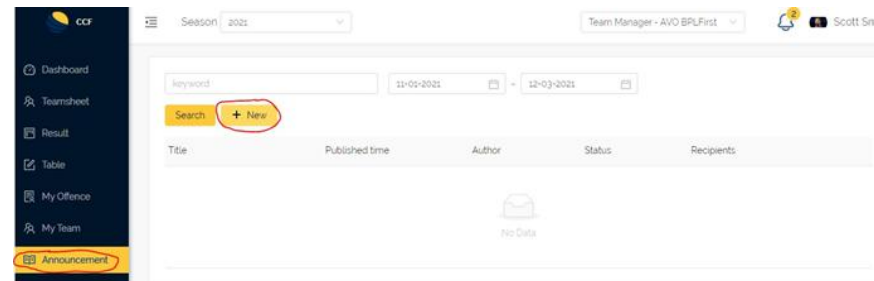 CCF
Season 2021 Team Manager - AVO BPLFirst 2 Scott Sm
Dashboard
Teamsheet
Result
Table
My Offence
My Team
Announcement
keyword 11-01-2021 - 12-03-2021
Search + New
Title Published time Author Status Recipients
No Data